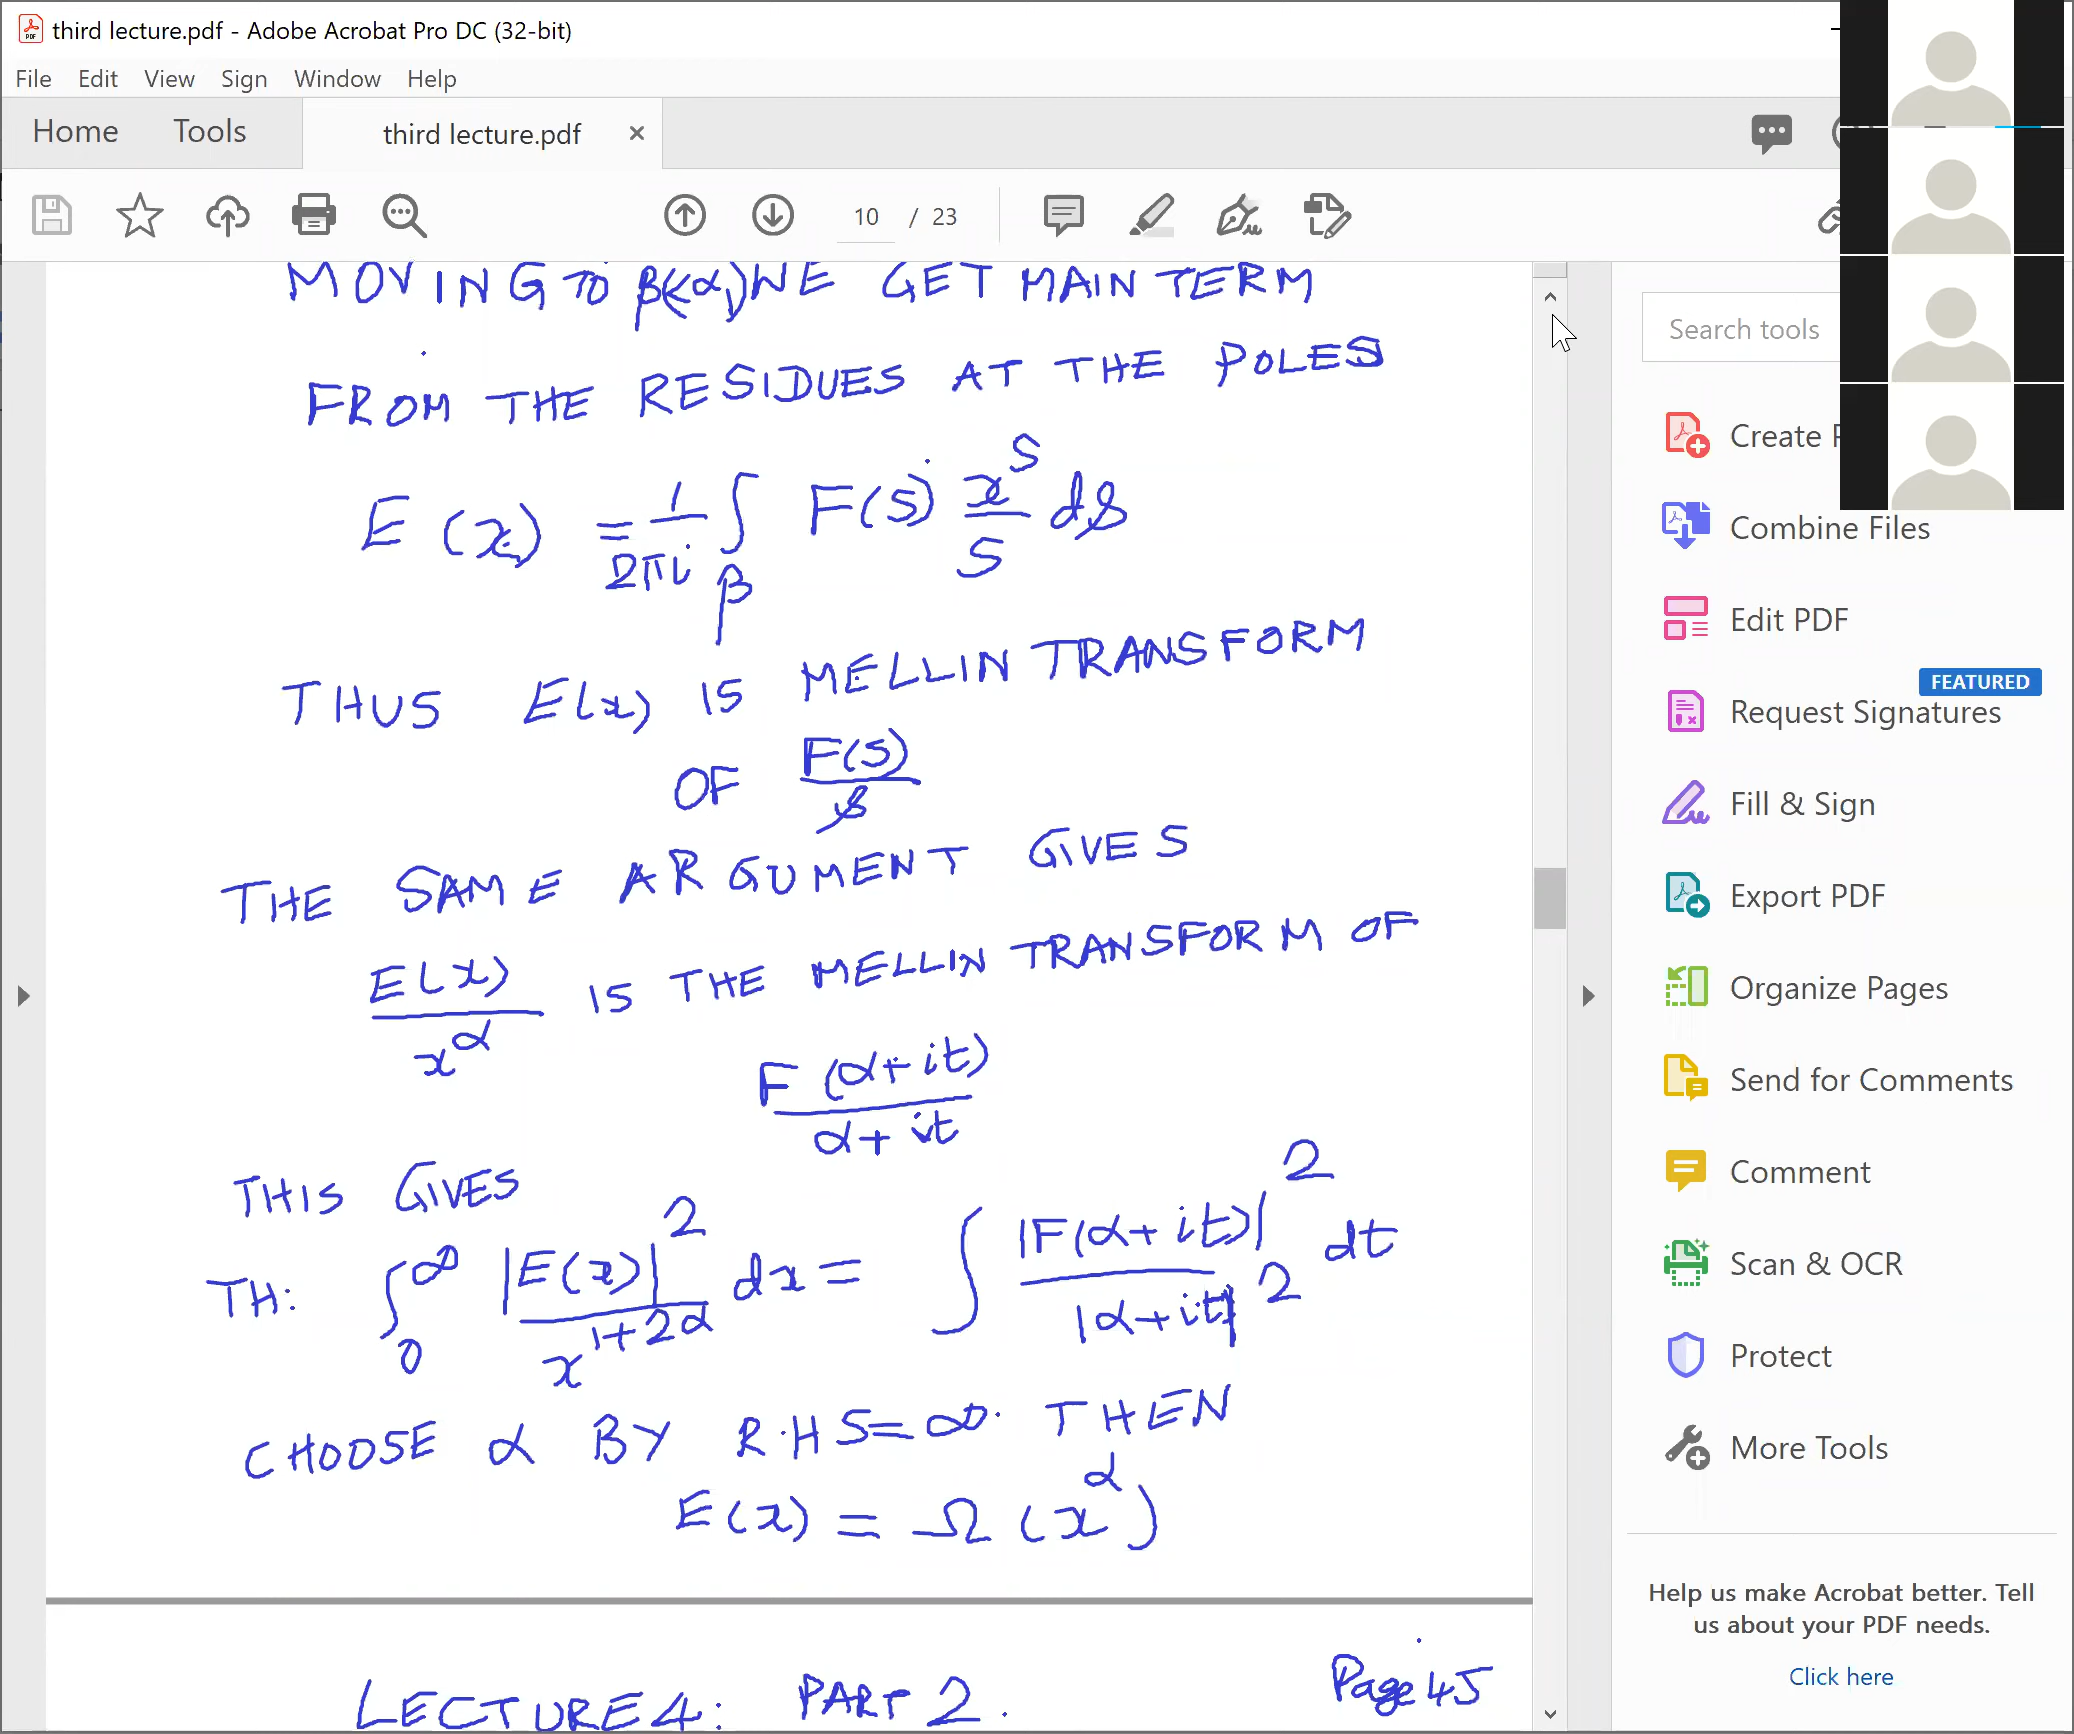 third lecture.pdf - Adobe Acrobat Pro DC (32-bit)
File Edit View Sign Window Help
Home Tools third lecture.pdf ×
10 / 23
MOVING TO β(<α,) WE GET MAIN TERM
FROM THE RESIDUES AT THE POLES
E(x) = 1/2πi ∫_β F(s) x^s/s ds
THUS E(x) IS MELLIN TRANSFORM
OF F(s)/s
THE SAME ARGUMENT GIVES
E(x)/x^α IS THE MELLIN TRANSFORM OF
F(α+it)/α+it
THIS GIVES
TH: ∫_0^∞ |E(x)|^2/x^{1+2α} dx = ∫ |F(α+it)|^2/|α+it|^2 dt
CHOOSE α BY R.H S=∞. THEN
E(x) = Ω(x^α)
LECTURE 4: PART 2.
Page 45
Search tools
Create
Combine Files
Edit PDF
FEATURED
Request Signatures
Fill & Sign
Export PDF
Organize Pages
Send for Comments
Comment
Scan & OCR
Protect
More Tools
Help us make Acrobat better. Tell
us about your PDF needs.
Click here